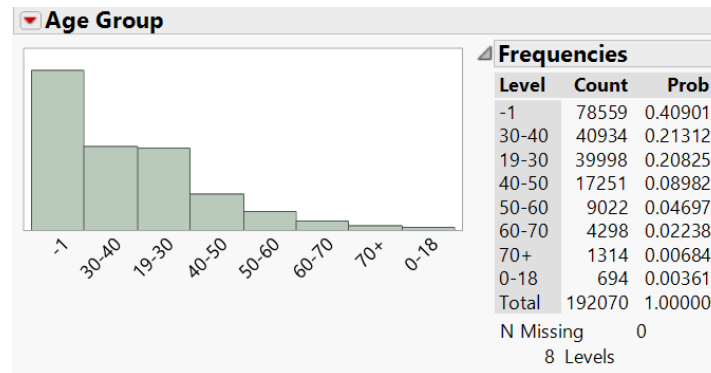 Age Group
-1 30-40 19-30 40-50 50-60 60-70 70+ 0-18
Frequencies
Level Count Prob
-1 78559 0.40901
30-40 40934 0.21312
19-30 39998 0.20825
40-50 17251 0.08982
50-60 9022 0.04697
60-70 4298 0.02238
70+ 1314 0.00684
0-18 694 0.00361
Total 192070 1.00000
N Missing 0
8 Levels